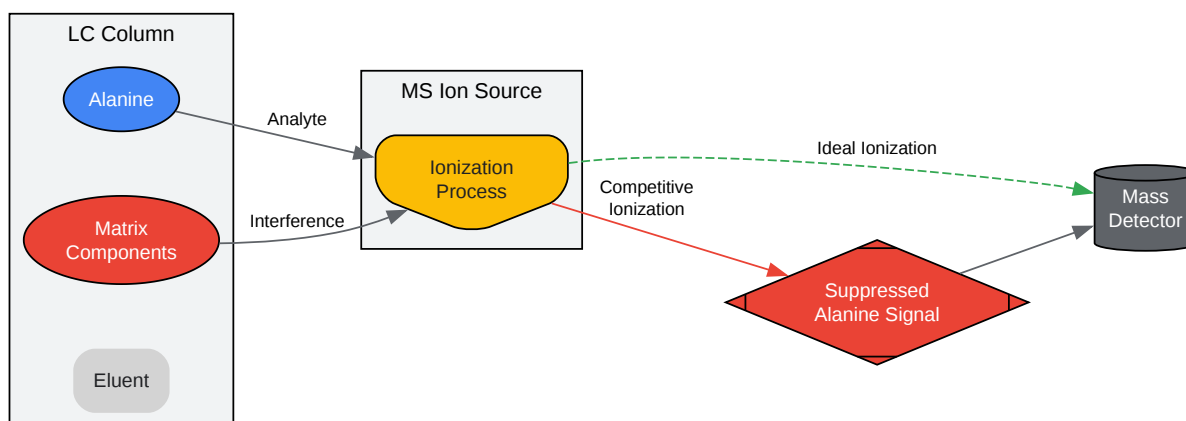 LC Column
Alanine
Matrix
Components
Eluent
Analyte
Interference
MS Ion Source
Ionization
Process
Ideal Ionization
Competitive
Ionization
Suppressed
Alanine Signal
Mass
Detector